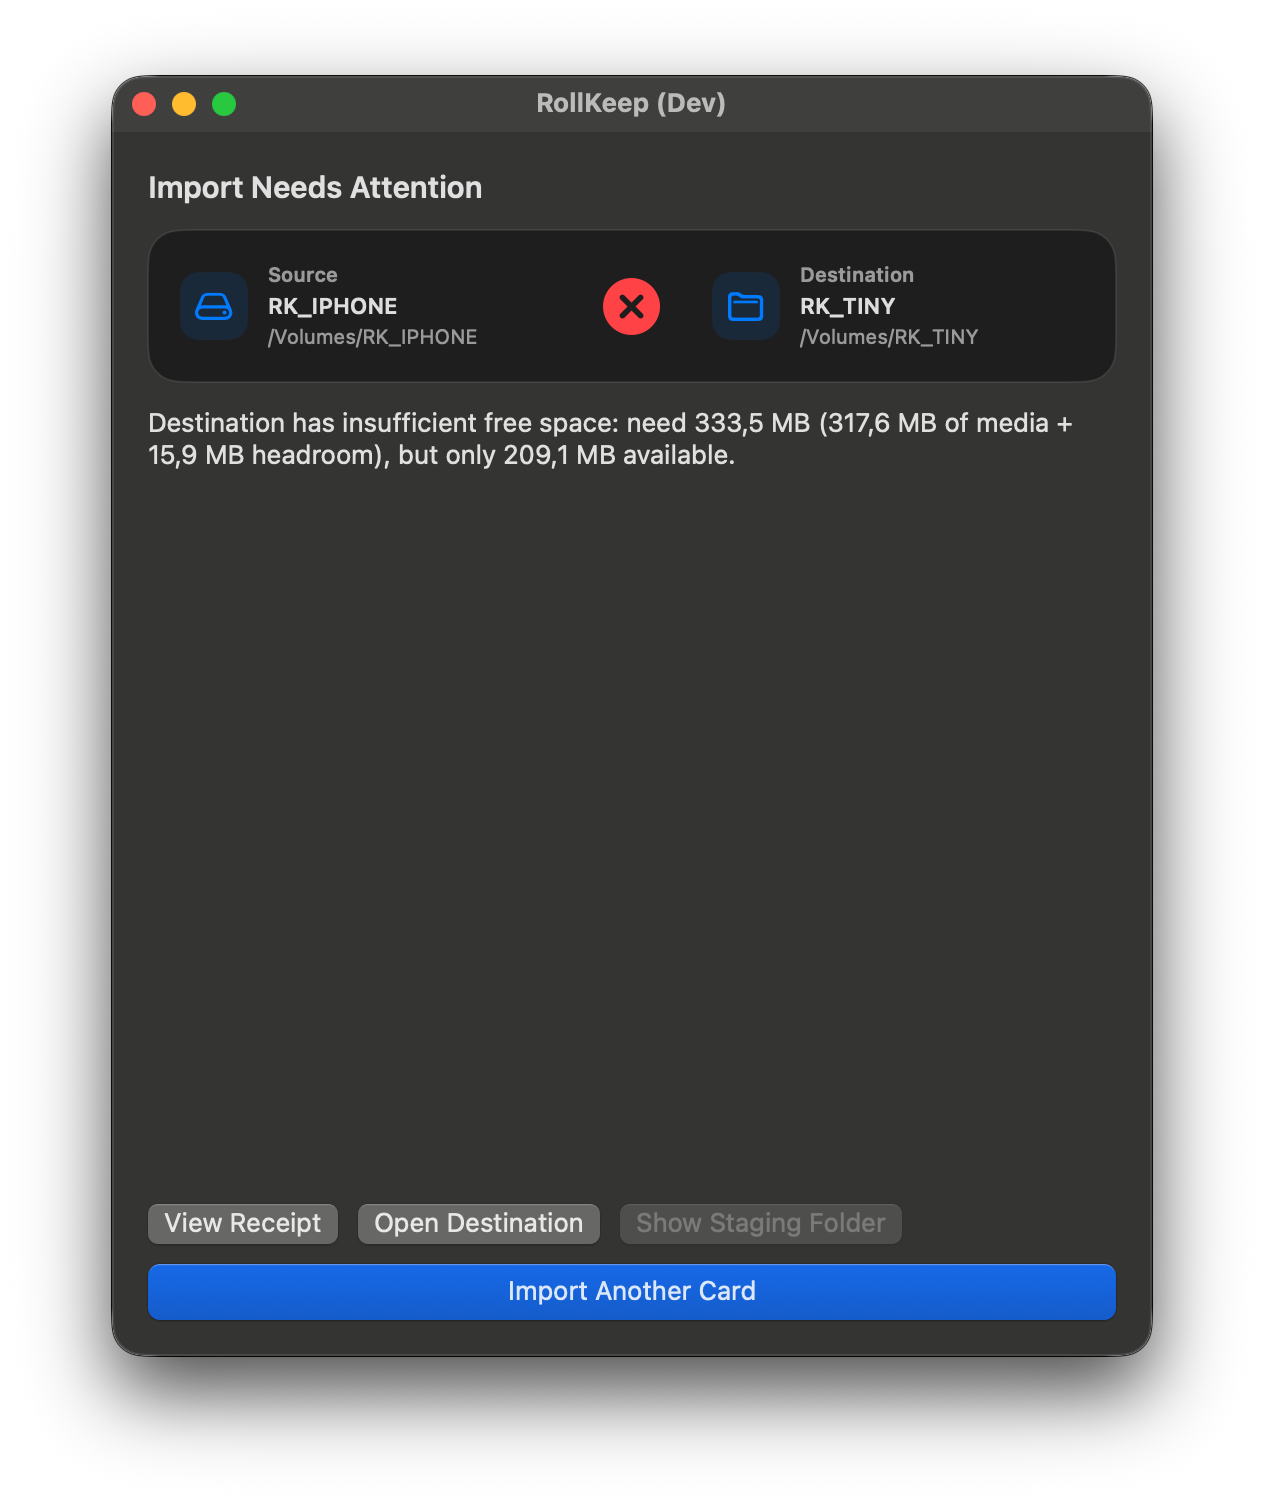 RollKeep (Dev)
Import Needs Attention
Source
RK_IPHONE
/Volumes/RK_IPHONE
Destination
RK_TINY
/Volumes/RK_TINY
Destination has insufficient free space: need 333,5 MB (317,6 MB of media +
15,9 MB headroom), but only 209,1 MB available.
View Receipt
Open Destination
Show Staging Folder
Import Another Card